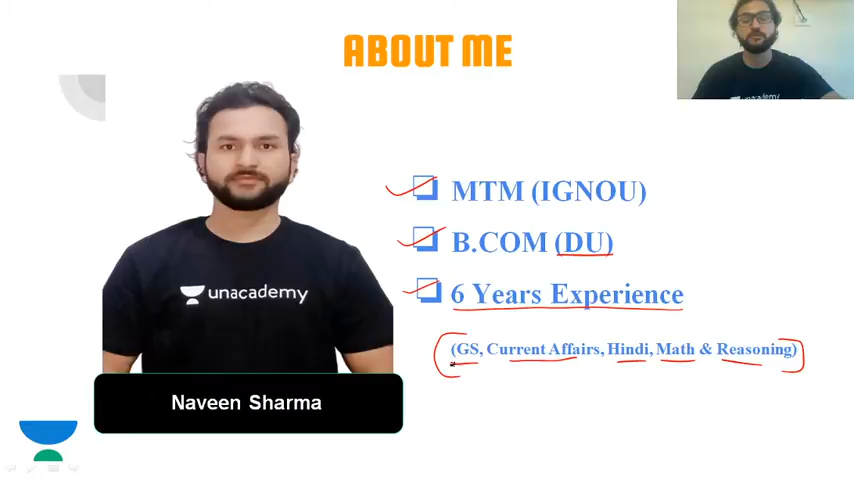 ABOUT ME
unacademy
unacademy
MTM (IGNOU)
B.COM (DU)
6 Years Experience
(GS, Current Affairs, Hindi, Math & Reasoning)
Naveen Sharma